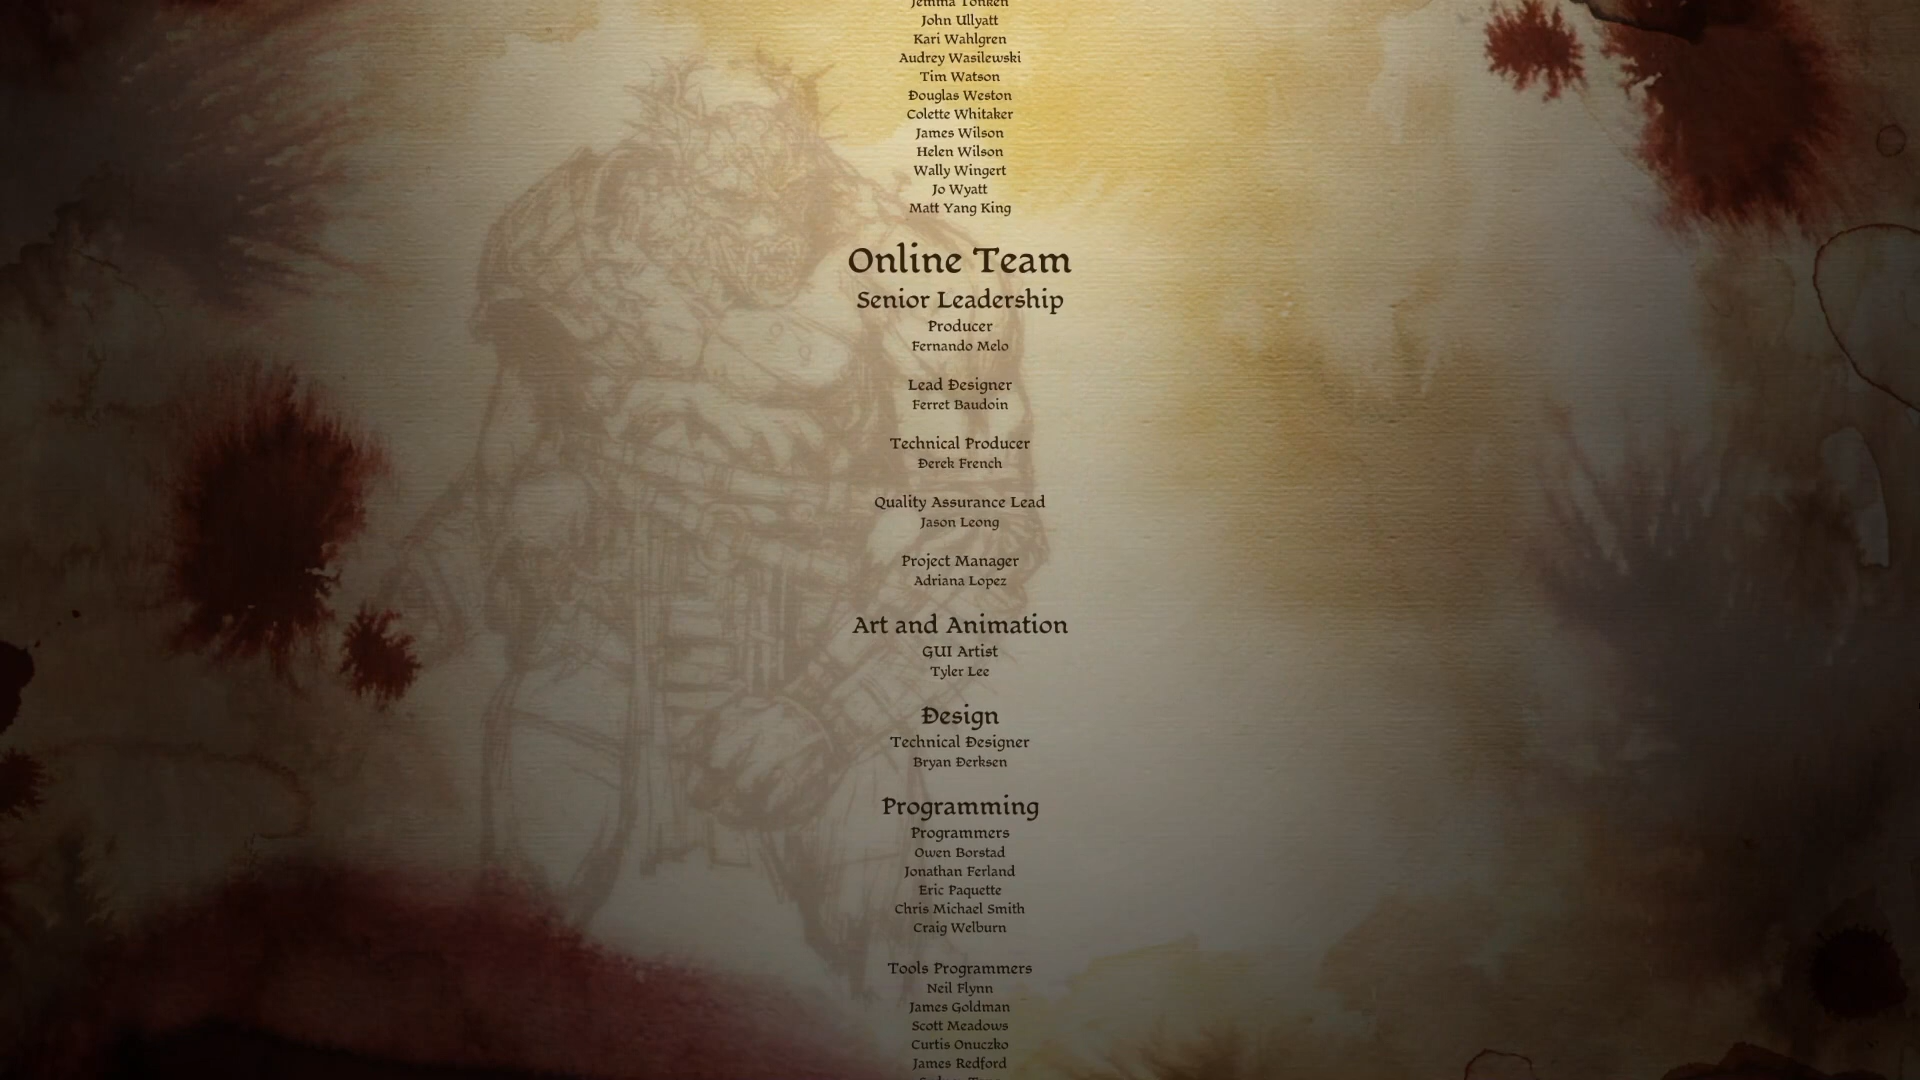 Jemma Tonken
John Ullyatt
Kari Wahlgren
Audrey Wasilewski
Tim Watson
Douglas Weston
Colette Whitaker
James Wilson
Helen Wilson
Wally Wingert
Jo Wyatt
Matt Yang King
Online Team
Senior Leadership
Producer
Fernando Melo
Lead Designer
Ferret Baudoin
Technical Producer
Derek French
Quality Assurance Lead
Jason Leong
Project Manager
Adriana Lopez
Art and Animation
GUI Artist
Tyler Lee
Design
Technical Designer
Bryan Derksen
Programming
Programmers
Owen Borstad
Jonathan Ferland
Eric Paquette
Chris Michael Smith
Craig Welburn
Tools Programmers
Neil Flynn
James Goldman
Scott Meadows
Curtis Onuczko
James Redford